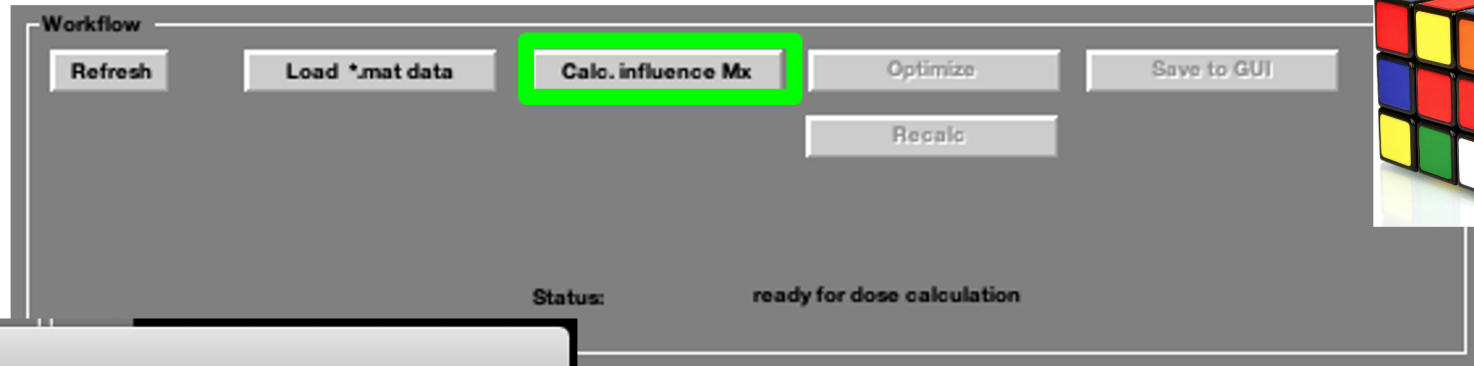 Workflow
Refresh
Load *.mat data
Calc. influence Mx
Optimize
Save to GUI
Recalc
Status: ready for dose calculation